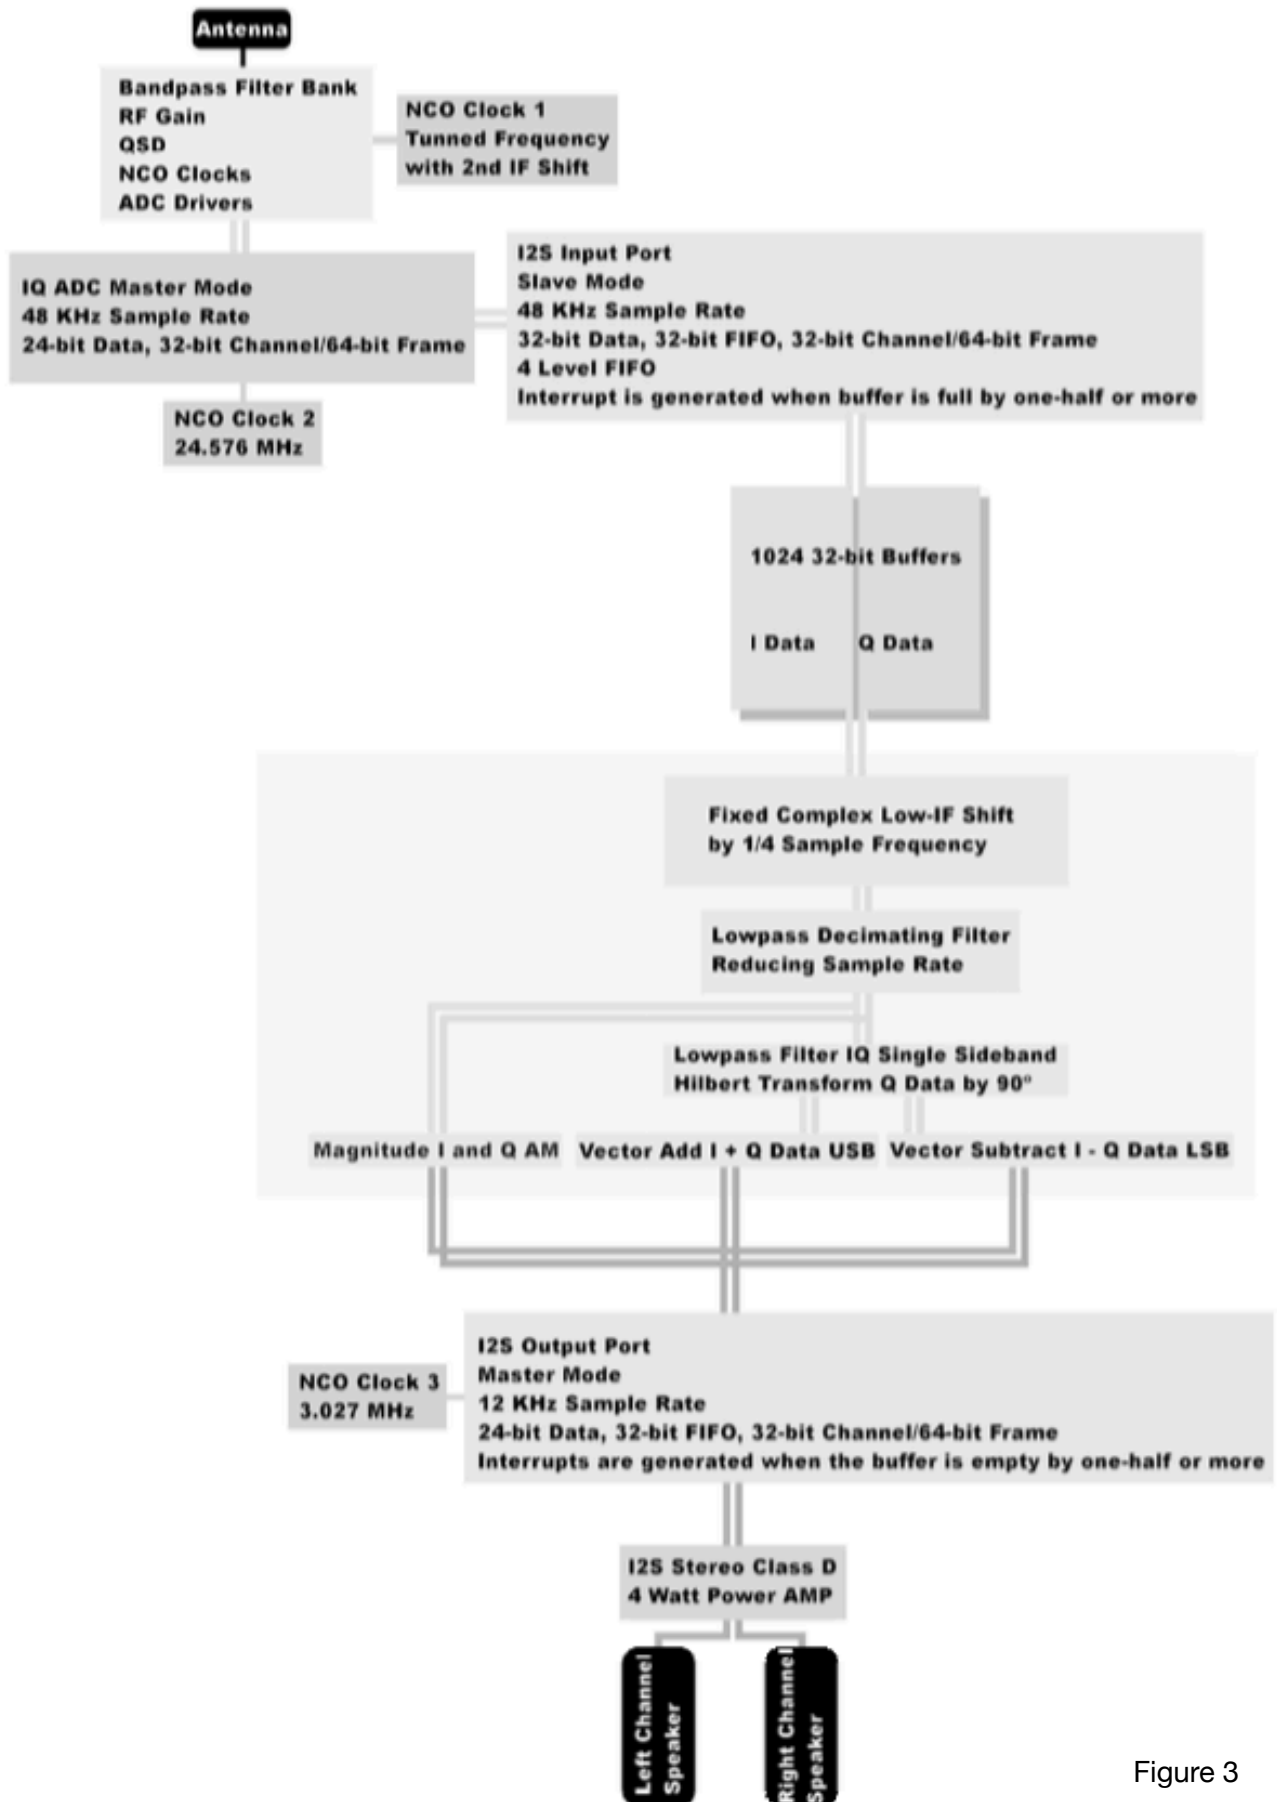 Antenna
Bandpass Filter Bank
RF Gain
QSD
NCO Clocks
ADC Drivers
NCO Clock 1
Tunned Frequency
with 2nd IF Shift
IQ ADC Master Mode
48 KHz Sample Rate
24-bit Data, 32-bit Channel/64-bit Frame
I2S Input Port
Slave Mode
48 KHz Sample Rate
32-bit Data, 32-bit FIFO, 32-bit Channel/64-bit Frame
4 Level FIFO
Interrupt is generated when buffer is full by one-half or more
NCO Clock 2
24.576 MHz
1024 32-bit Buffers
I Data Q Data
Fixed Complex Low-IF Shift
by 1/4 Sample Frequency
Lowpass Decimating Filter
Reducing Sample Rate
Lowpass Filter IQ Single Sideband
Hilbert Transform Q Data by 90°
Magnitude I and Q AM
Vector Add I + Q Data USB
Vector Subtract I - Q Data LSB
I2S Output Port
Master Mode
12 KHz Sample Rate
24-bit Data, 32-bit FIFO, 32-bit Channel/64-bit Frame
Interrupts are generated when the buffer is empty by one-half or more
NCO Clock 3
3.027 MHz
I2S Stereo Class D
4 Watt Power AMP
Left Channel
Speaker
Right Channel
Speaker
Figure 3